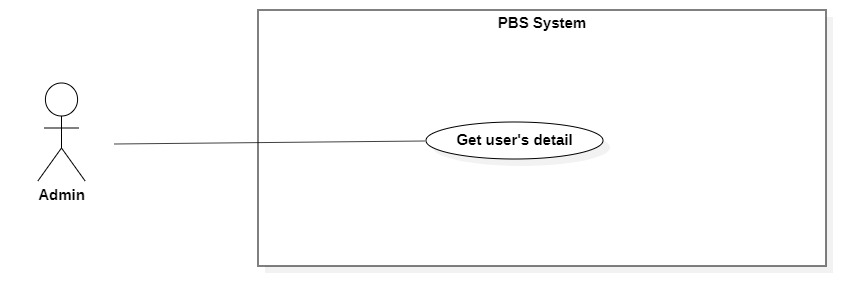 PBS System
Get user's detail
Admin